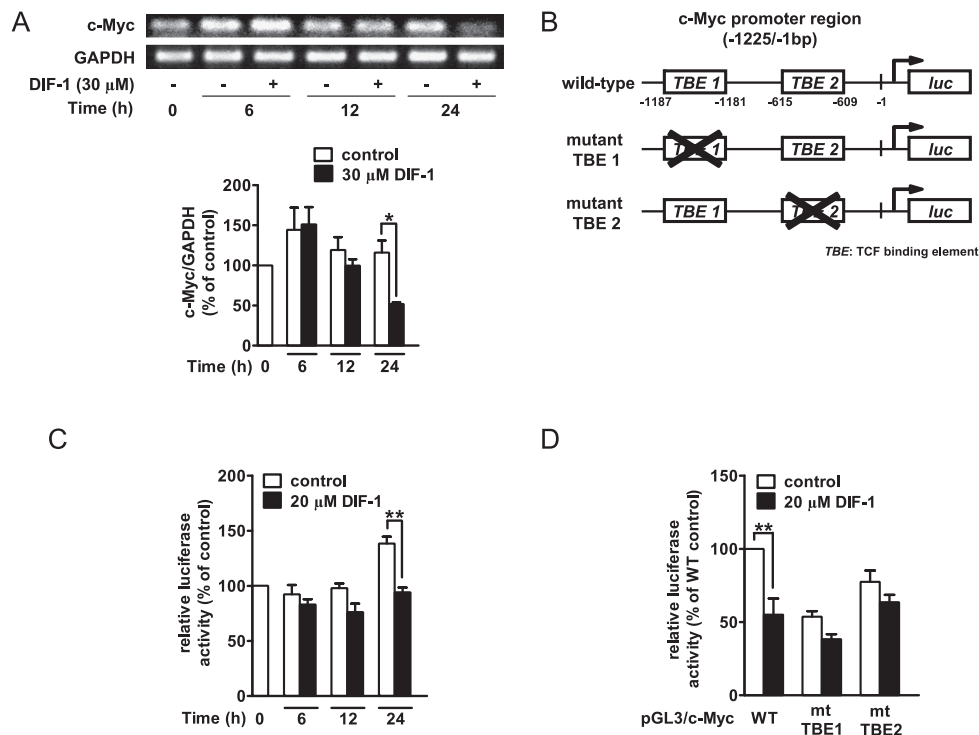 A
c-Myc
GAPDH
DIF-1 (30 μM) - - + - + - +
Time (h) 0 6 12 24
control
30 μM DIF-1
c-Myc/GAPDH
(% of control)
200
150
100
50
0
*
Time (h) 0 6 12 24
B
c-Myc promoter region
(-1225/-1bp)
wild-type TBE 1 TBE 2 luc
-1187 -1181 -615 -609 -1
mutant
TBE 1
TBE 1 TBE 2 luc
mutant
TBE 2
TBE 1 TBE 2 luc
TBE: TCF binding element
C
control
20 μM DIF-1
relative luciferase
activity (% of control)
200
150
100
50
0
**
Time (h) 0 6 12 24
D
control
20 μM DIF-1
relative luciferase
activity (% of WT control)
150
100
50
0
**
pGL3/c-Myc WT mt TBE1 mt TBE2